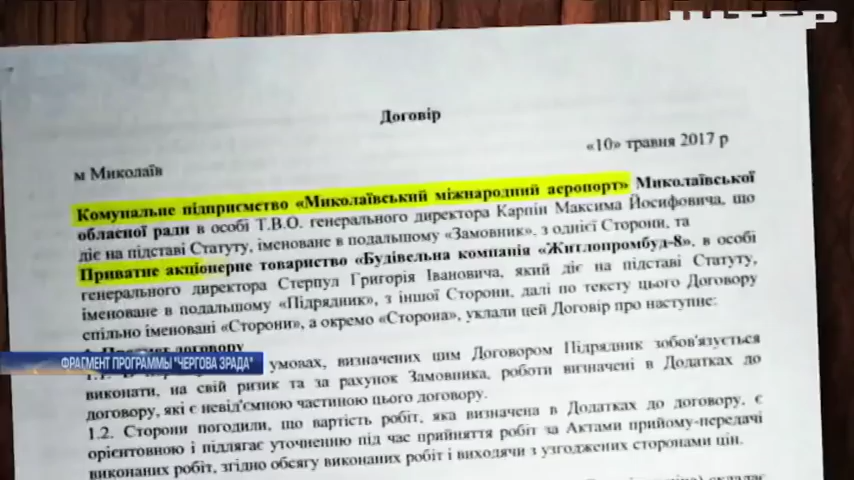 ІНТЕР
Договір
м Миколаїв
«10» травня 2017 р
Комунальне підприємство «Миколаївський міжнародний аеропорт» Миколаївської
обласної ради в особі Т.В.О. генерального директора Карпін Максима Йосифовича, що
діє на підставі Статуту, іменоване в подальшому «Замовник», з однієї Сторони, та
Приватне акціонерне товариство «Будівельна компанія «Житлопромбуд-8», в особі
генерального директора Стерпул Григорія Івановича, який діє на підставі Статуту,
іменоване в подальшому «Підрядник», з іншої Сторони, далі по тексту цього Договору
спільно іменовані «Сторони», а окремо «Сторона», уклали цей Договір про наступне:
договору
ФРАГМЕНТ ПРОГРАММЫ "ЧЕРГОВА ЗРАДА"
умовах, визначених цим Договором Підрядник зобов'язується
виконати, на свій ризик та за рахунок Замовника, роботи визначені в Додатках до
договору, які є невід'ємною частиною цього договору.
1.2. Сторони погодили, що вартість робіт, яка визначена в Додатках до договору, є
орієнтовною і підлягає уточненню під час прийняття робіт за Актами прийому-передачі
виконаних робіт, згідно обсягу виконаних робіт і виходячи з узгоджених сторонами цін.